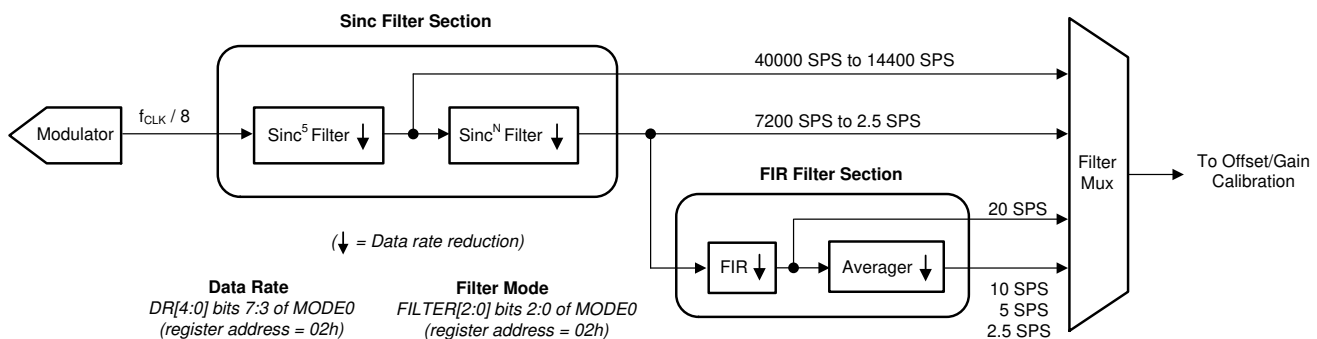 Sinc Filter Section
40000 SPS to 14400 SPS
Modulator
fCLK / 8
Sinc5 Filter
SincN Filter
7200 SPS to 2.5 SPS
Filter
Mux
To Offset/Gain
Calibration
FIR Filter Section
20 SPS
(↓ = Data rate reduction)
FIR
Averager
10 SPS
5 SPS
2.5 SPS
Data Rate
DR[4:0] bits 7:3 of MODE0
(register address = 02h)
Filter Mode
FILTER[2:0] bits 2:0 of MODE0
(register address = 02h)